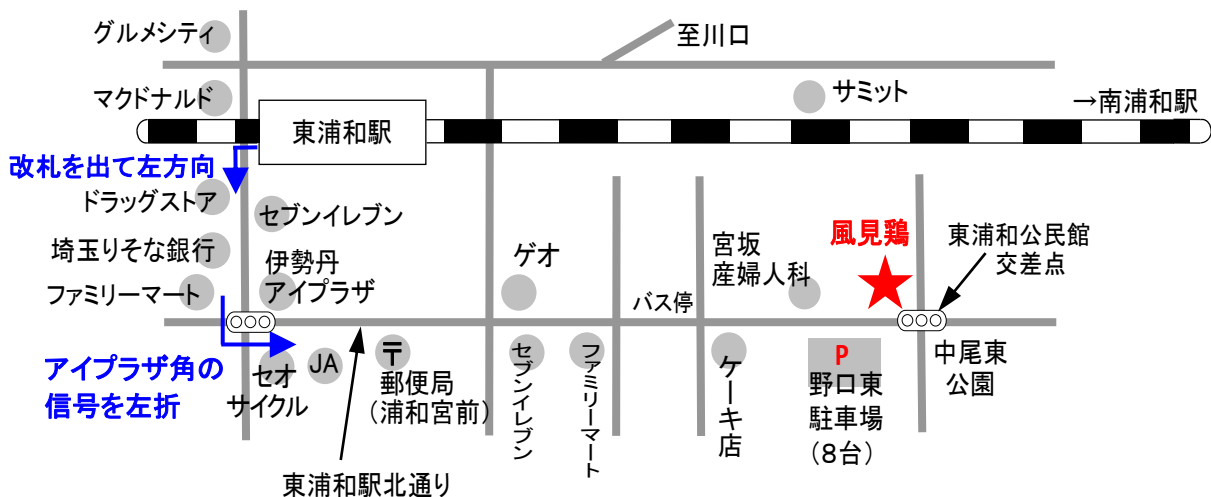 グルメシティ
至川口
マクドナルド
サミット
→南浦和駅
東浦和駅
改札を出て左方向
ドラッグストア
セブンイレブン
埼玉りそな銀行
伊勢丹
アイプラザ
ファミリーマート
ゲオ
バス停
宮坂
産婦人科
風見鶏
東浦和公民館
交差点
アイプラザ角の
信号を左折
セオ
サイクル
JA
〒
郵便局
(浦和宮前)
セブンイレブン
ファミリーマート
ケーキ店
P
野口東
駐車場
(8台)
中尾東
公園
東浦和駅北通り